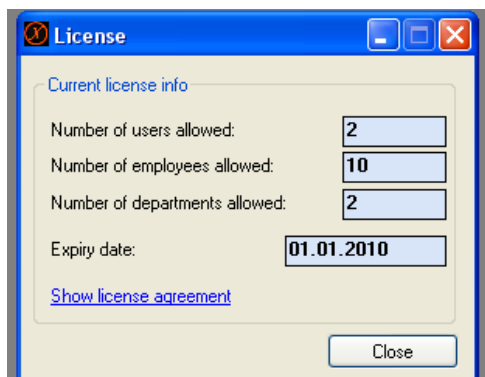 License
Current license info
Number of users allowed: 2
Number of employees allowed: 10
Number of departments allowed: 2
Expiry date: 01.01.2010
Show license agreement
Close